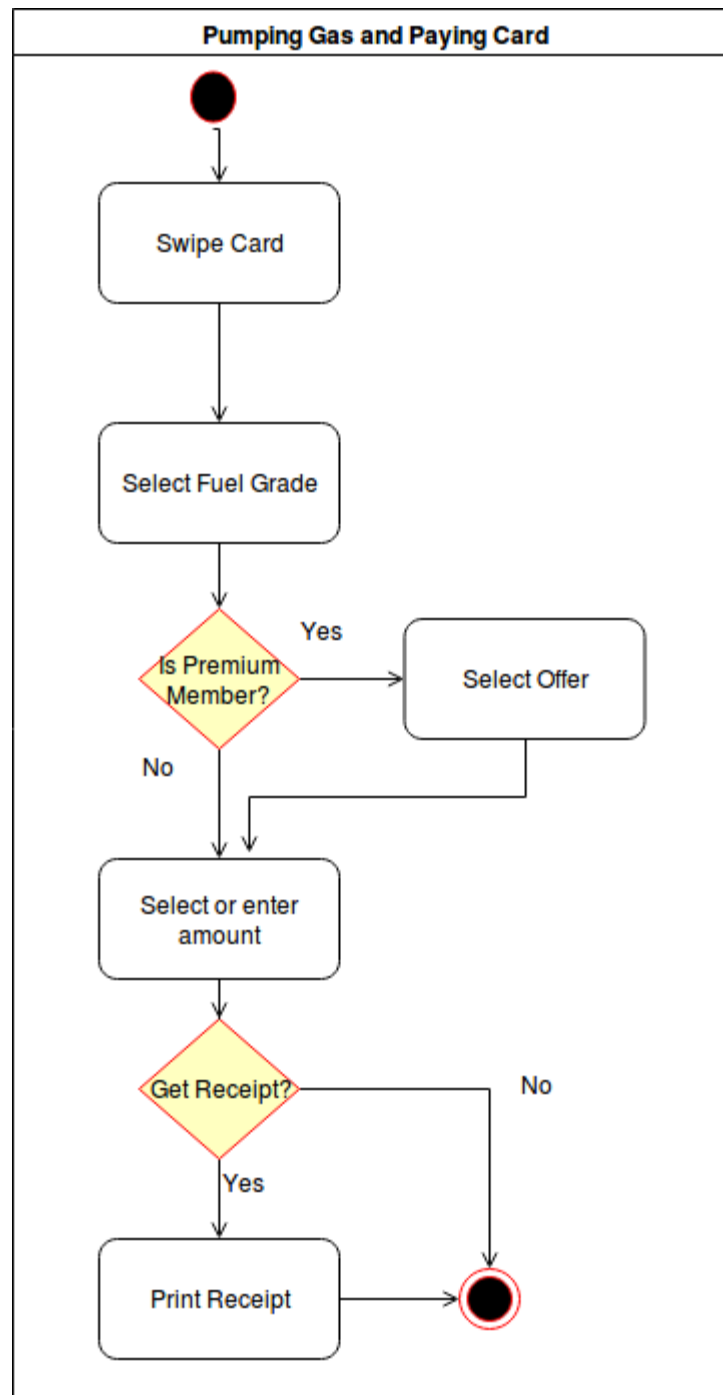 Pumping Gas and Paying Card
Swipe Card
Select Fuel Grade
Is Premium
Member?
Yes
Select Offer
No
Select or enter
amount
Get Receipt?
No
Yes
Print Receipt